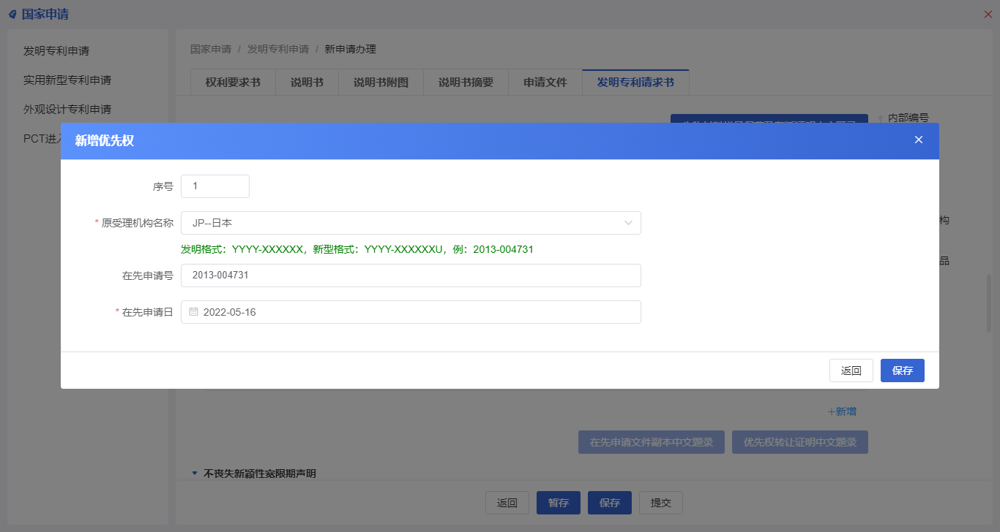 国家申请
发明专利申请
实用新型专利申请
外观设计专利申请
PCT进
国家申请 / 发明专利申请 / 新申请办理
权利要求书 说明书 说明书附图 说明书摘要 申请文件 发明专利请求书
内部编号
新增优先权
序号 1
* 原受理机构名称 JP--日本
发明格式：YYYY-XXXXXX，新型格式：YYYY-XXXXXXU，例：2013-004731
在先申请号 2013-004731
* 在先申请日 2022-05-16
返回 保存
构
品
+新增
在先申请文件副本中文题录 优先权转让证明中文题录
不丧失新颖性宽限期声明
返回 暂存 保存 提交